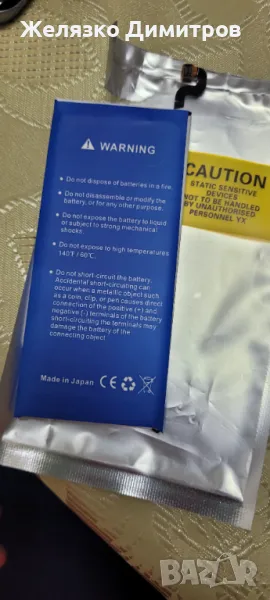 Желязко Димитров
WARNING
Do not dispose of batteries in a fire.
Do not disassemble or modify the
battery, or for any other purpose.
Do not expose the battery to liquid
or subject to strong mechanical
shocks.
Do not expose to high temperatures
140°F / 60°C.
Do not short-circuit the battery.
Accidental short-circuiting can
occur when a metallic object such
as a coin, clip, or pen causes direct
connection of the positive (+) and
negative (-) terminals of the battery
short-circuiting the terminals may
damage the battery of the
connecting object.
Made in Japan CE
CAUTION
STATIC SENSITIVE
DEVICES
NOT TO BE HANDLED
BY UNAUTHORISED
PERSONNEL YX
bazar